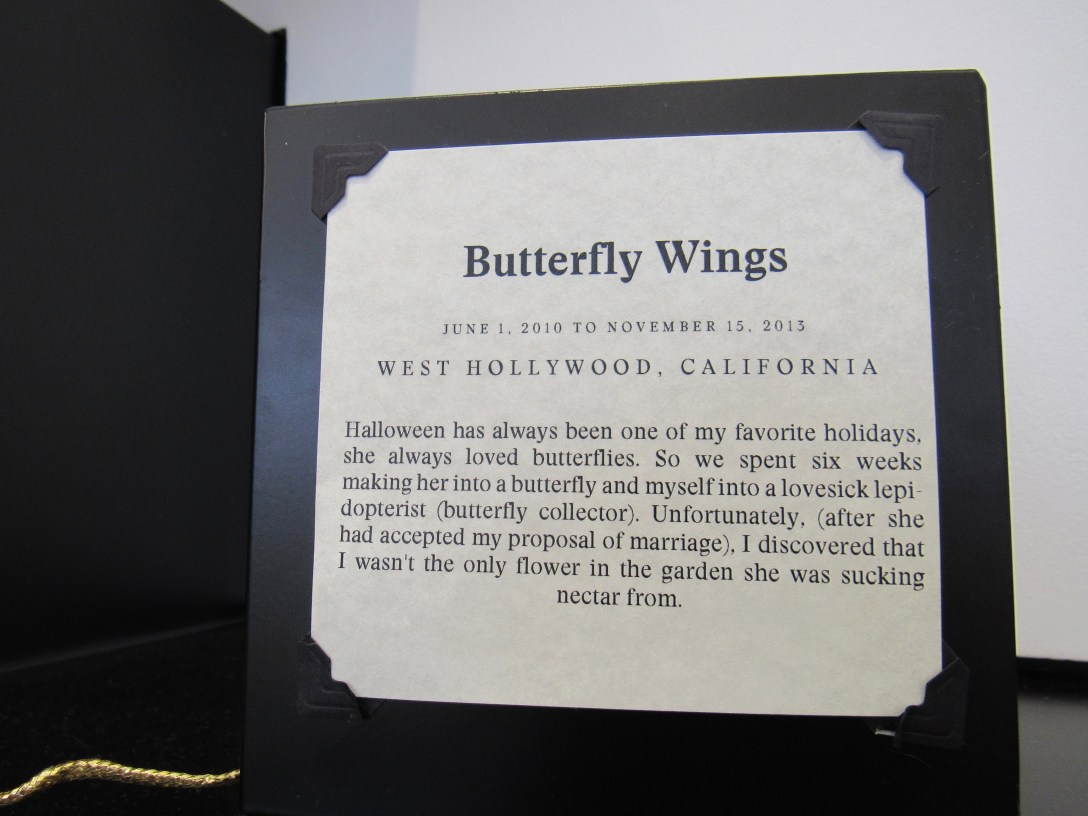 Butterfly Wings
JUNE 1, 2010 TO NOVEMBER 15, 2013
WEST HOLLYWOOD, CALIFORNIA
Halloween has always been one of my favorite holidays,
she always loved butterflies. So we spent six weeks
making her into a butterfly and myself into a lovesick lepi-
dopterist (butterfly collector). Unfortunately, (after she
had accepted my proposal of marriage), I discovered that
I wasn't the only flower in the garden she was sucking
nectar from.